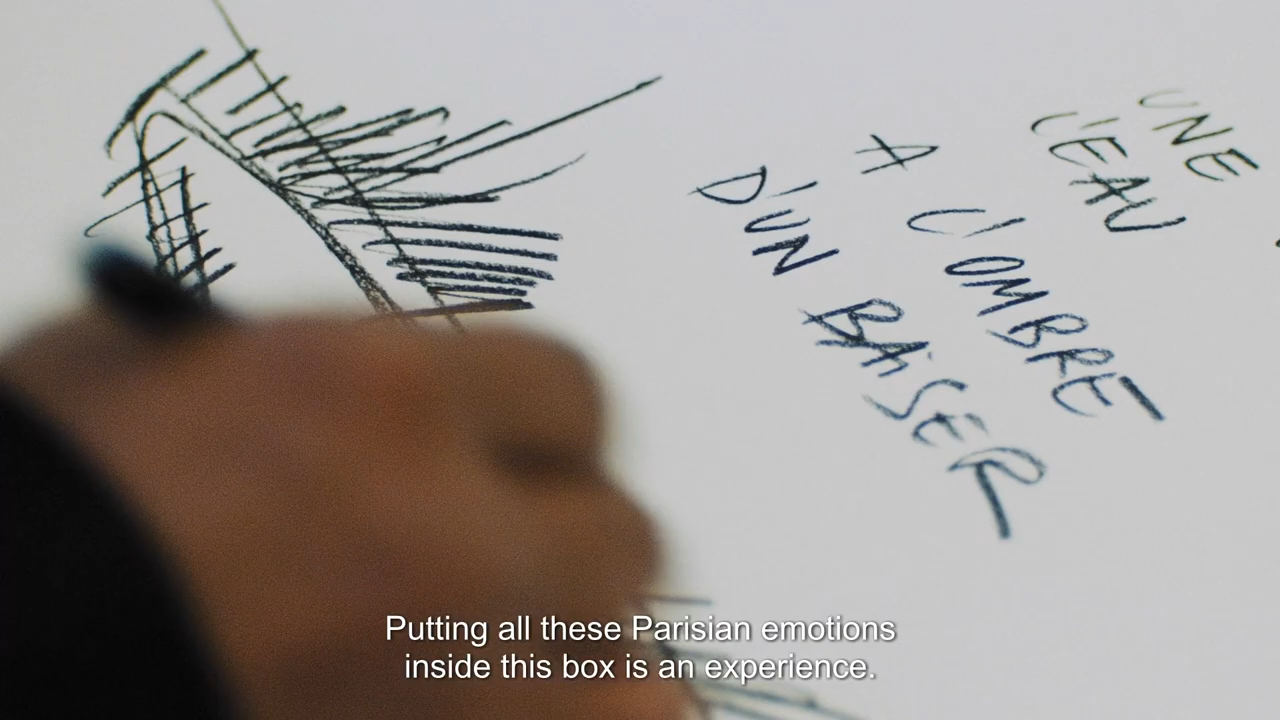 UNE
L'EAU
A L'OMBRE
D'UN BAISER
Putting all these Parisian emotions
inside this box is an experience.